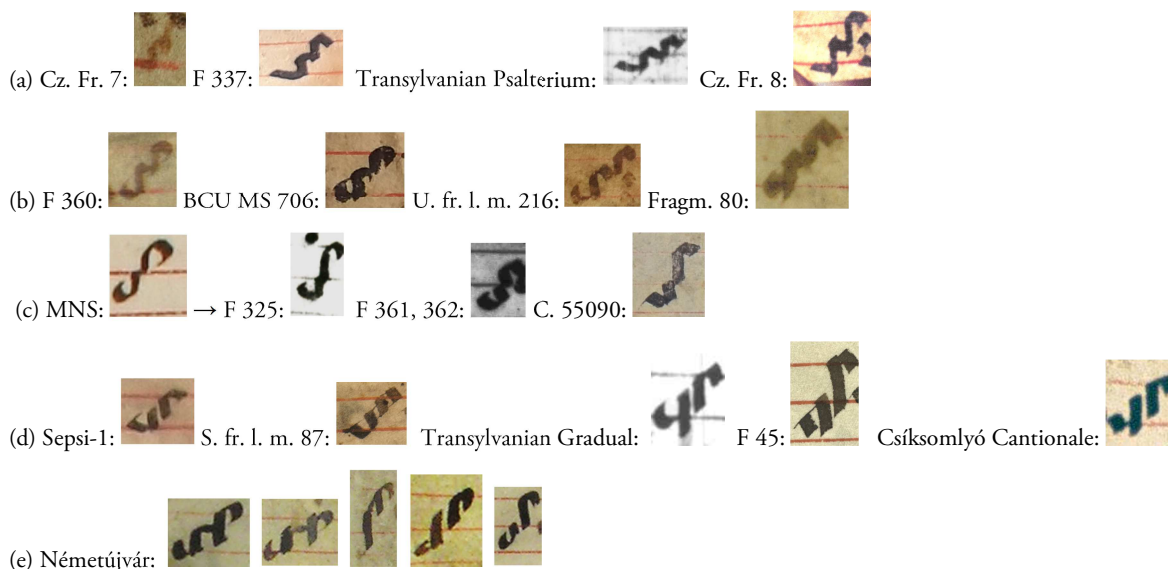 (a) Cz. Fr. 7: F 337: Transylvanian Psalterium: Cz. Fr. 8:
(b) F 360: BCU MS 706: U. fr. l. m. 216: Fragm. 80:
(c) MNS: → F 325: F 361, 362: C. 55090:
(d) Sepsi-1: S. fr. l. m. 87: Transylvanian Gradual: F 45: Csíksomlyó Cantionale:
(e) Németújvár: